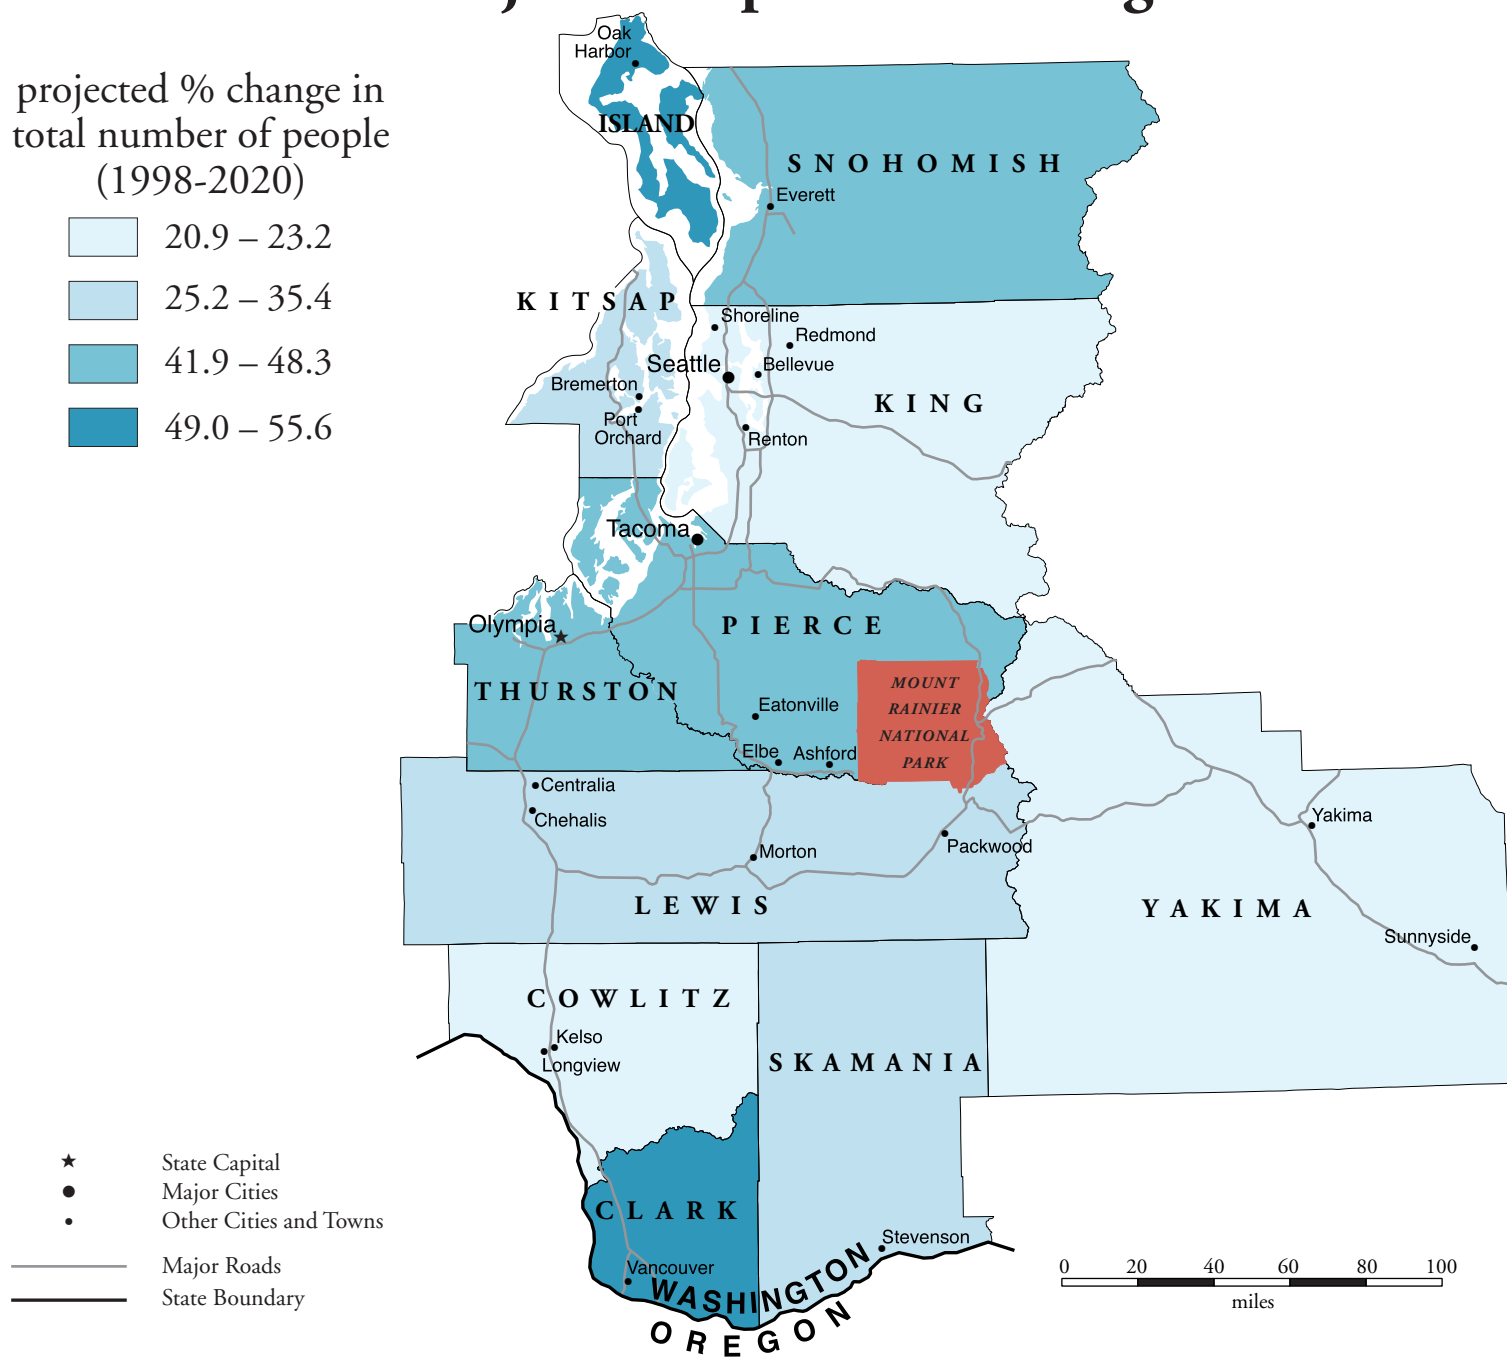 projected % change in
total number of people
(1998-2020)
20.9 – 23.2
25.2 – 35.4
41.9 – 48.3
49.0 – 55.6
Oak
Harbor
ISLAND
SNOHOMISH
Everett
KITSAP
Shoreline
Redmond
Seattle
Bellevue
Bremerton
KING
Port
Orchard
Renton
Tacoma
Olympia
PIERCE
THURSTON
MOUNT
RAINIER
NATIONAL
PARK
Eatonville
Elbe
Ashford
Centralia
Chehalis
Yakima
Morton
Packwood
LEWIS
YAKIMA
Sunnyside
COWLITZ
Kelso
Longview
SKAMANIA
CLARK
Stevenson
Vancouver
WASHINGTON
OREGON
State Capital
Major Cities
Other Cities and Towns
Major Roads
State Boundary
0 20 40 60 80 100
miles